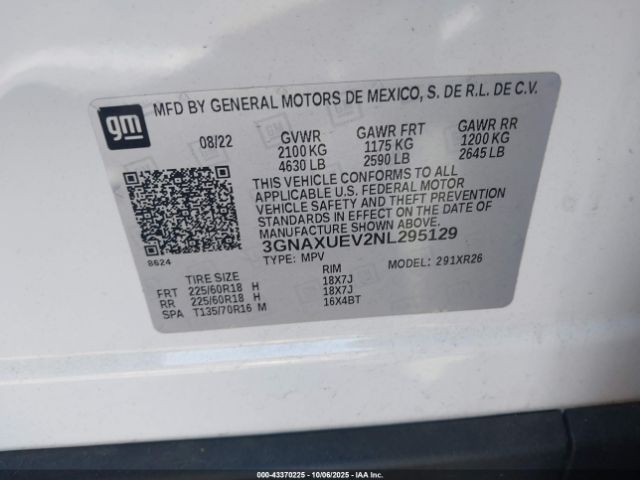 gm
MFD BY GENERAL MOTORS DE MEXICO, S. DE R.L. DE C.V.
08/22 GVWR GAWR FRT GAWR RR
2100 KG 1175 KG 1200 KG
4630 LB 2590 LB 2645 LB
THIS VEHICLE CONFORMS TO ALL
APPLICABLE U.S. FEDERAL MOTOR
VEHICLE SAFETY AND THEFT PREVENTION
STANDARDS IN EFFECT ON THE DATE OF
MANUFACTURE SHOWN ABOVE.
3GNAXUEV2NL295129
8624 TYPE: MPV MODEL: 291XR26
TIRE SIZE RIM
FRT 225/60R18 H 18X7J
RR 225/60R18 H 18X7J
SPA T135/70R16 M 16X4BT
000-43370225 - 10/06/2025 - IAA, Inc.